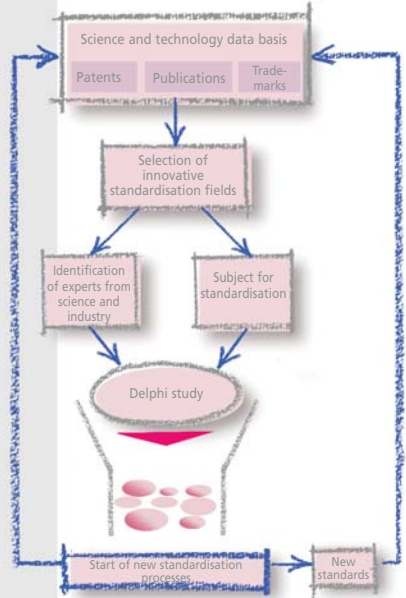 Science and technology data basis
Patents
Publications
Trade-
marks
Selection of
innovative
standardisation fields
Identification
of experts from
science and
industry
Subject for
standardisation
Delphi study
Start of new standardisation
processes
New
standards